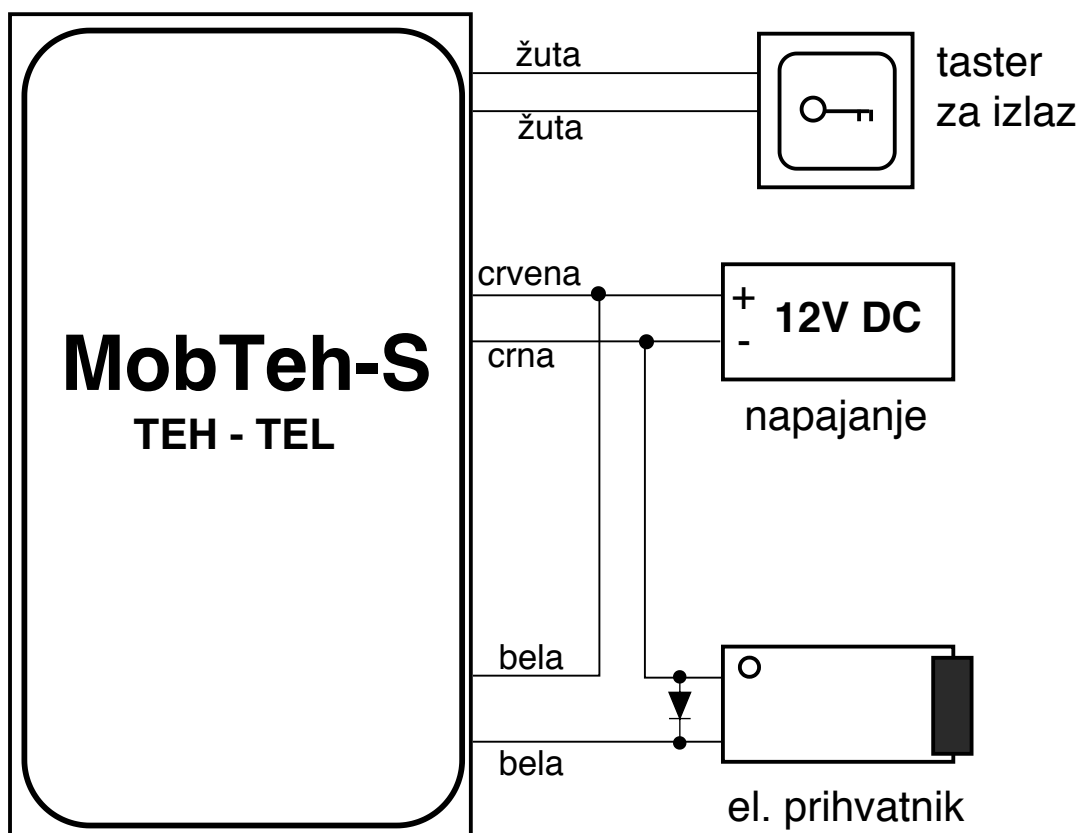 žuta
taster
za izlaz
žuta
crvena
+
12V DC
-
crna
napajanje
MobTeh-S
TEH - TEL
bela
bela
el. prihvatnik